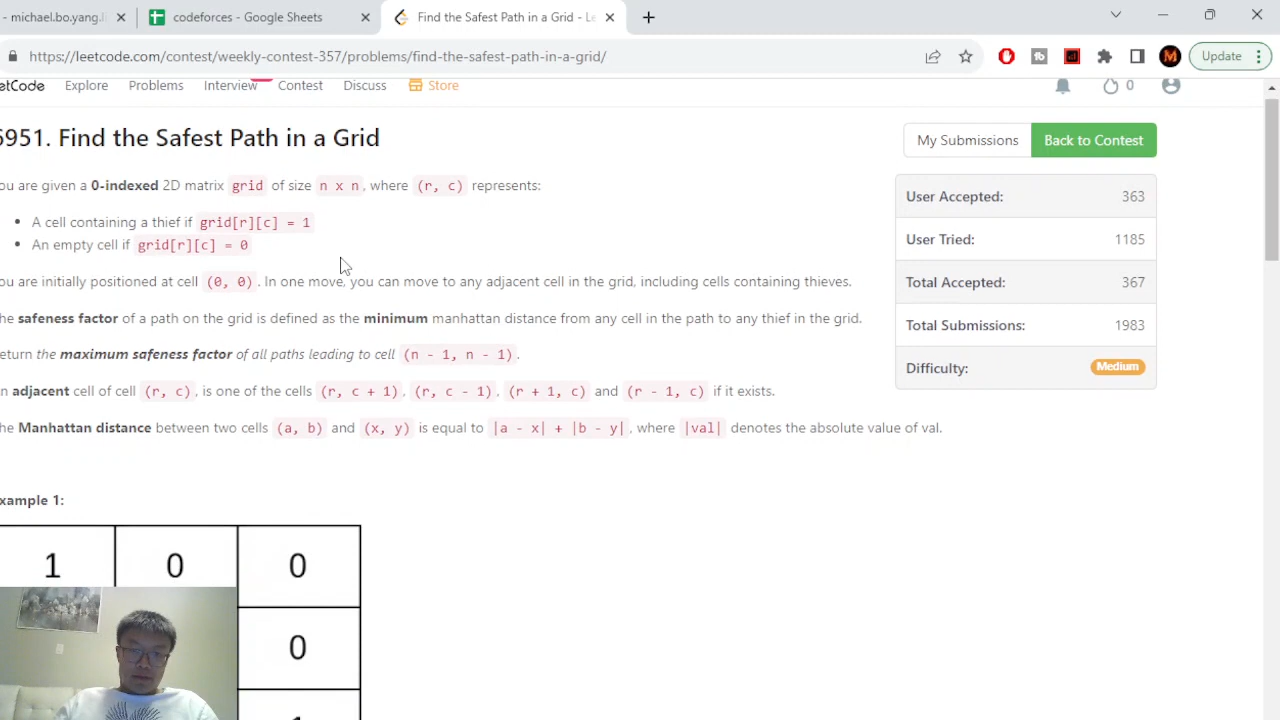 - michael.bo.yang.
codeforces - Google Sheets
Find the Safest Path in a Grid - Le
https://leetcode.com/contest/weekly-contest-357/problems/find-the-safest-path-in-a-grid/
M
Update
etCode
Explore
Problems
Interview
Contest
Discuss
Store
0
6951. Find the Safest Path in a Grid
My Submissions
Back to Contest
ou are given a 0-indexed 2D matrix grid of size n x n, where (r, c) represents:
A cell containing a thief if grid[r][c] = 1
An empty cell if grid[r][c] = 0
ou are initially positioned at cell (0, 0). In one move, you can move to any adjacent cell in the grid, including cells containing thieves.
he safeness factor of a path on the grid is defined as the minimum manhattan distance from any cell in the path to any thief in the grid.
eturn the maximum safeness factor of all paths leading to cell (n - 1, n - 1).
n adjacent cell of cell (r, c), is one of the cells (r, c + 1), (r, c - 1), (r + 1, c) and (r - 1, c) if it exists.
he Manhattan distance between two cells (a, b) and (x, y) is equal to |a - x| + |b - y|, where |val| denotes the absolute value of val.
User Accepted: 363
User Tried: 1185
Total Accepted: 367
Total Submissions: 1983
Difficulty: Medium
xample 1:
1 0 0
0